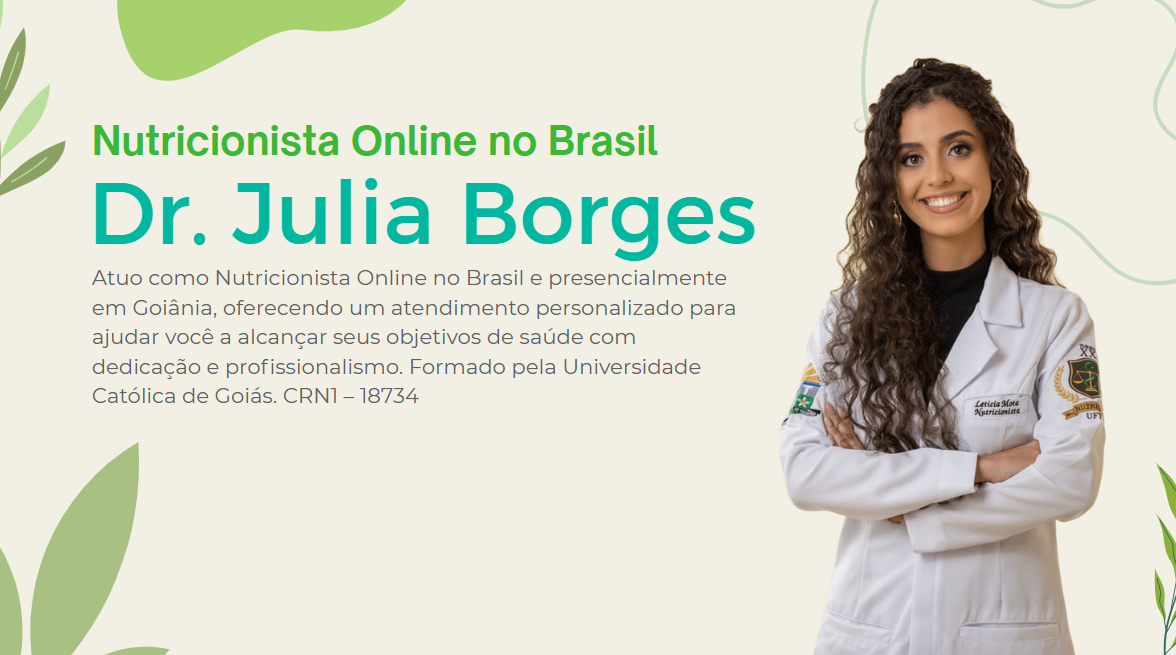 Nutricionista Online no Brasil
Dr. Julia Borges
Atuo como Nutricionista Online no Brasil e presencialmente
em Goiânia, oferecendo um atendimento personalizado para
ajudar você a alcançar seus objetivos de saúde com
dedicação e profissionalismo. Formado pela Universidade
Católica de Goiás. CRN1 – 18734
Letícia Mota
Nutricionista